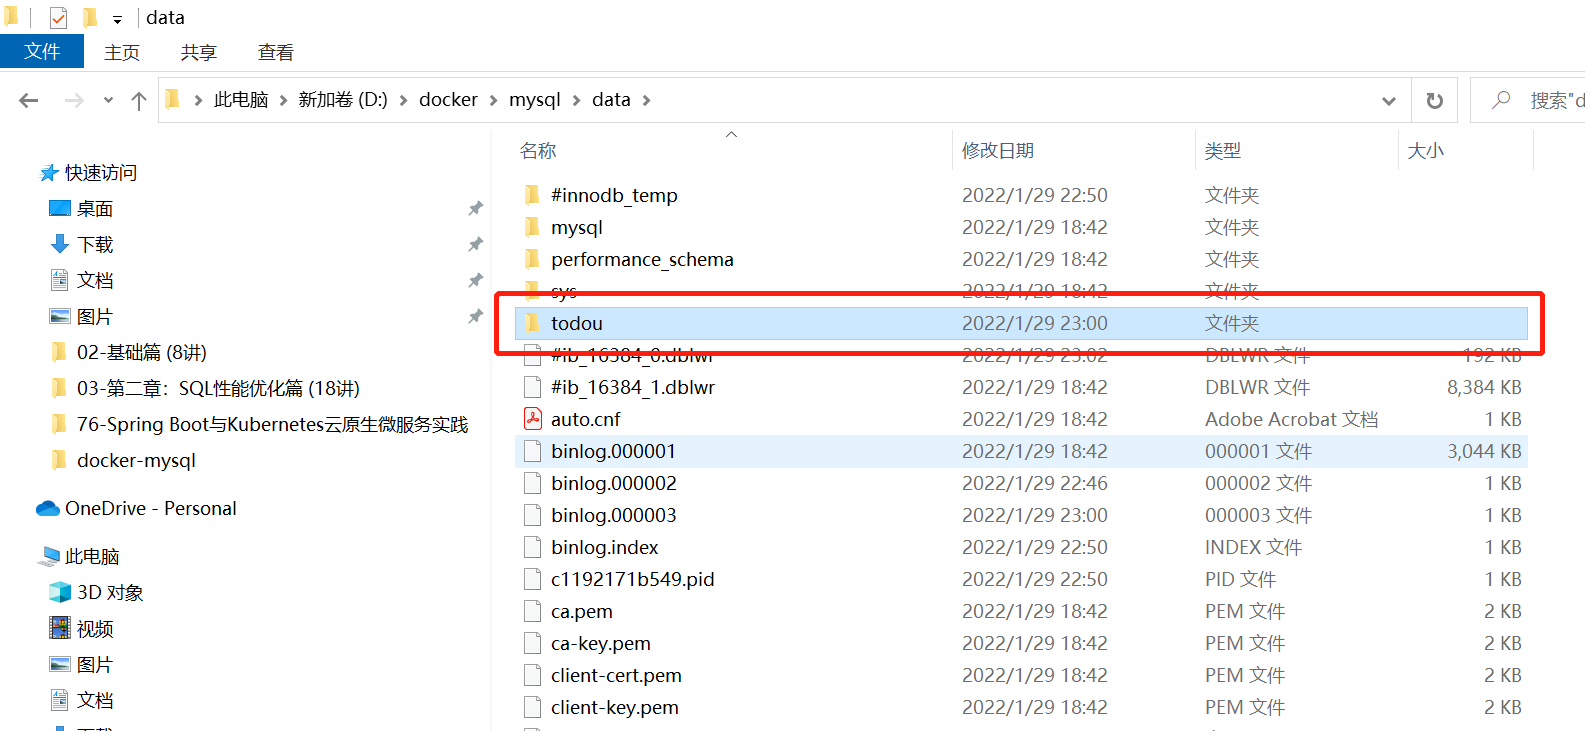 data
文件 主页 共享 查看
此电脑 新加卷 (D:) docker mysql data 搜索"d
名称 修改日期 类型 大小
快速访问
桌面
下载
文档
图片
02-基础篇 (8讲)
03-第二章：SQL性能优化篇 (18讲)
76-Spring Boot与Kubernetes云原生微服务实践
docker-mysql
OneDrive - Personal
此电脑
3D 对象
视频
图片
文档
#innodb_temp 2022/1/29 22:50 文件夹
mysql 2022/1/29 18:42 文件夹
performance_schema 2022/1/29 18:42 文件夹
sys 2022/1/29 18:42 文件夹
todou 2022/1/29 23:00 文件夹
#ib_16384_0.dblwr 2022/1/29 23:02 DBLWR 文件 192 KB
#ib_16384_1.dblwr 2022/1/29 18:42 DBLWR 文件 8,384 KB
auto.cnf 2022/1/29 18:42 Adobe Acrobat 文档 1 KB
binlog.000001 2022/1/29 18:42 000001 文件 3,044 KB
binlog.000002 2022/1/29 22:46 000002 文件 1 KB
binlog.000003 2022/1/29 23:00 000003 文件 1 KB
binlog.index 2022/1/29 22:50 INDEX 文件 1 KB
c1192171b549.pid 2022/1/29 22:50 PID 文件 1 KB
ca.pem 2022/1/29 18:42 PEM 文件 2 KB
ca-key.pem 2022/1/29 18:42 PEM 文件 2 KB
client-cert.pem 2022/1/29 18:42 PEM 文件 2 KB
client-key.pem 2022/1/29 18:42 PEM 文件 2 KB